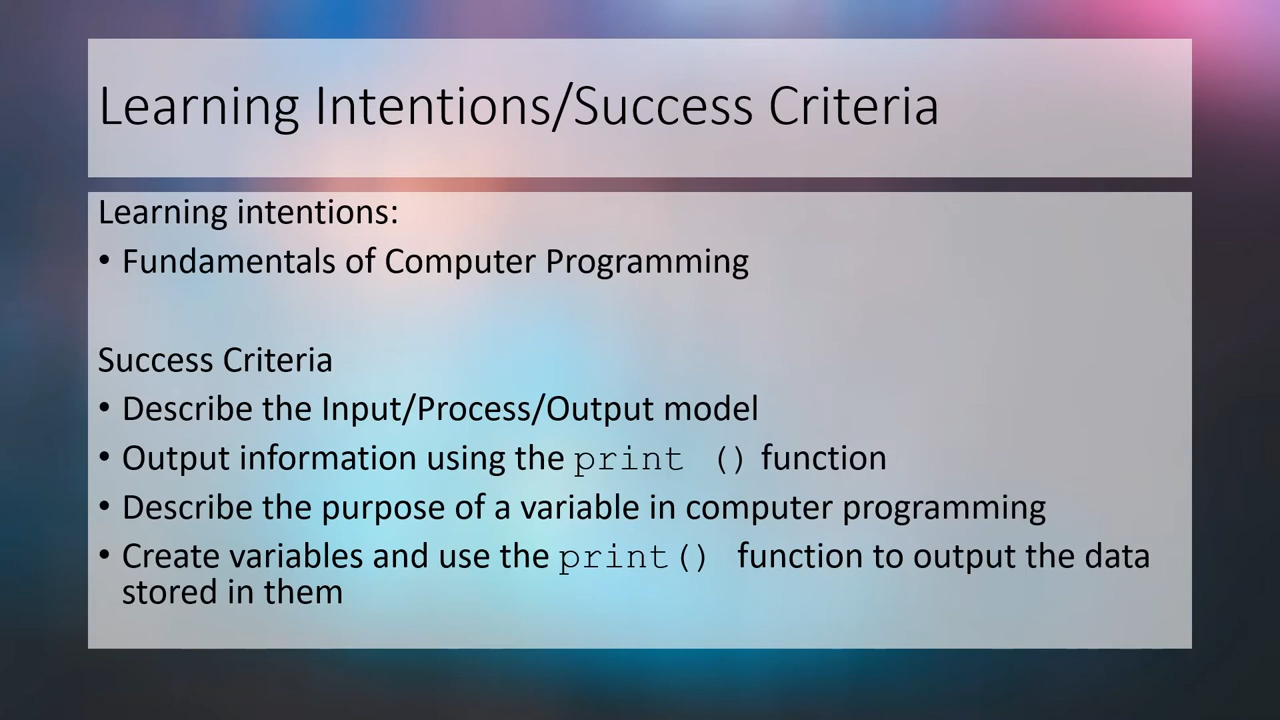 Learning Intentions/Success Criteria
Learning intentions:
• Fundamentals of Computer Programming
Success Criteria
• Describe the Input/Process/Output model
• Output information using the print () function
• Describe the purpose of a variable in computer programming
• Create variables and use the print() function to output the data
stored in them